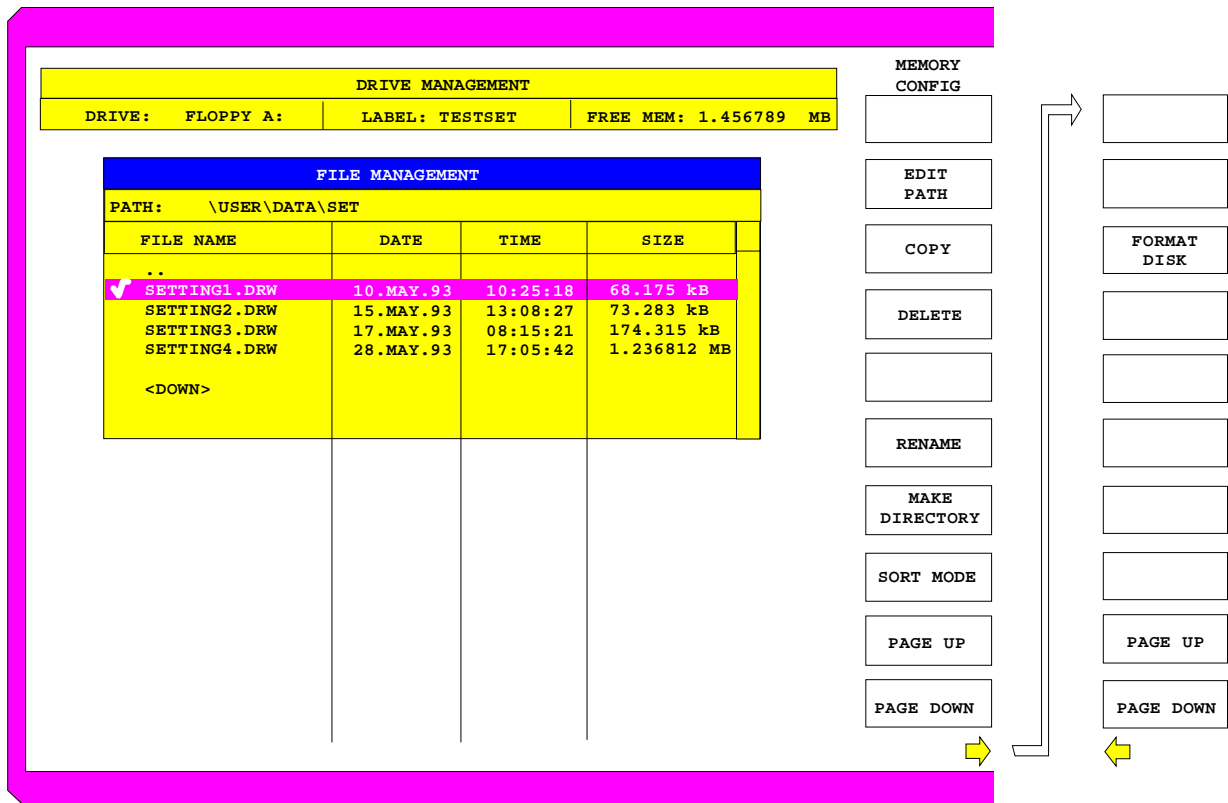 MEMORY
CONFIG
DRIVE MANAGEMENT
DRIVE: FLOPPY A: LABEL: TESTSET FREE MEM: 1.456789 MB
FILE MANAGEMENT
PATH: \USER\DATA\SET
FILE NAME DATE TIME SIZE
..
SETTING1.DRW 10.MAY.93 10:25:18 68.175 kB
SETTING2.DRW 15.MAY.93 13:08:27 73.283 kB
SETTING3.DRW 17.MAY.93 08:15:21 174.315 kB
SETTING4.DRW 28.MAY.93 17:05:42 1.236812 MB
<DOWN>
EDIT
PATH
COPY
DELETE
RENAME
MAKE
DIRECTORY
SORT MODE
PAGE UP
PAGE DOWN
FORMAT
DISK
PAGE UP
PAGE DOWN